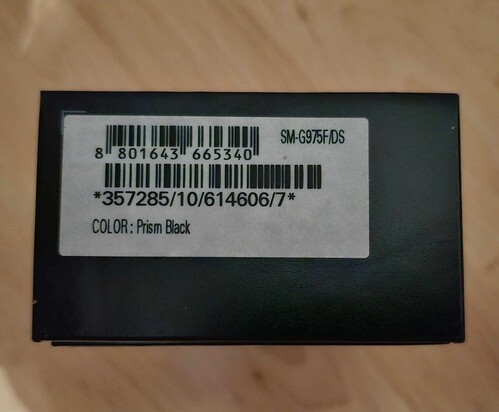 SM-G975F/DS
8 801643 665340
*357285/10/614606/7*
COLOR : Prism Black